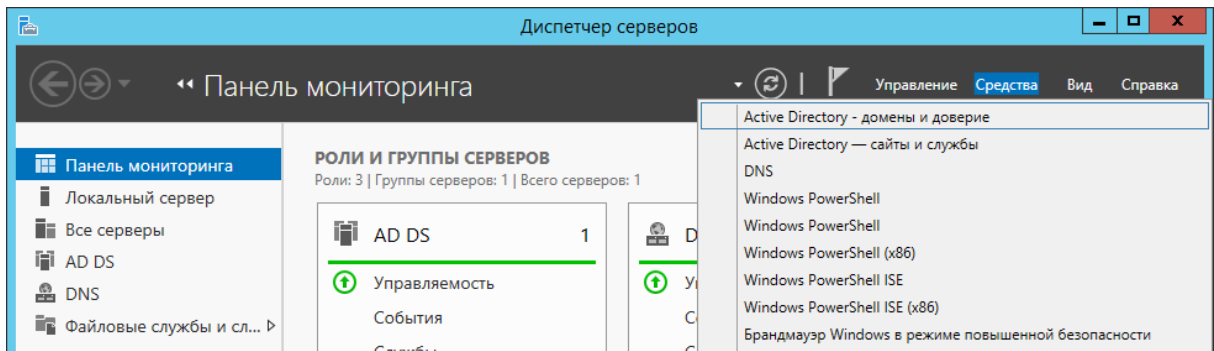 Диспетчер серверов
Панель мониторинга
Управление Средства Вид Справка
Панель мониторинга
Локальный сервер
Все серверы
AD DS
DNS
Файловые службы и сл...
РОЛИ И ГРУППЫ СЕРВЕРОВ
Роли: 3 | Группы серверов: 1 | Всего серверов: 1
AD DS 1
Управляемость
События
D
Active Directory - домены и доверие
Active Directory — сайты и службы
DNS
Windows PowerShell
Windows PowerShell
Windows PowerShell (x86)
Windows PowerShell ISE
Windows PowerShell ISE (x86)
Брандмауэр Windows в режиме повышенной безопасности